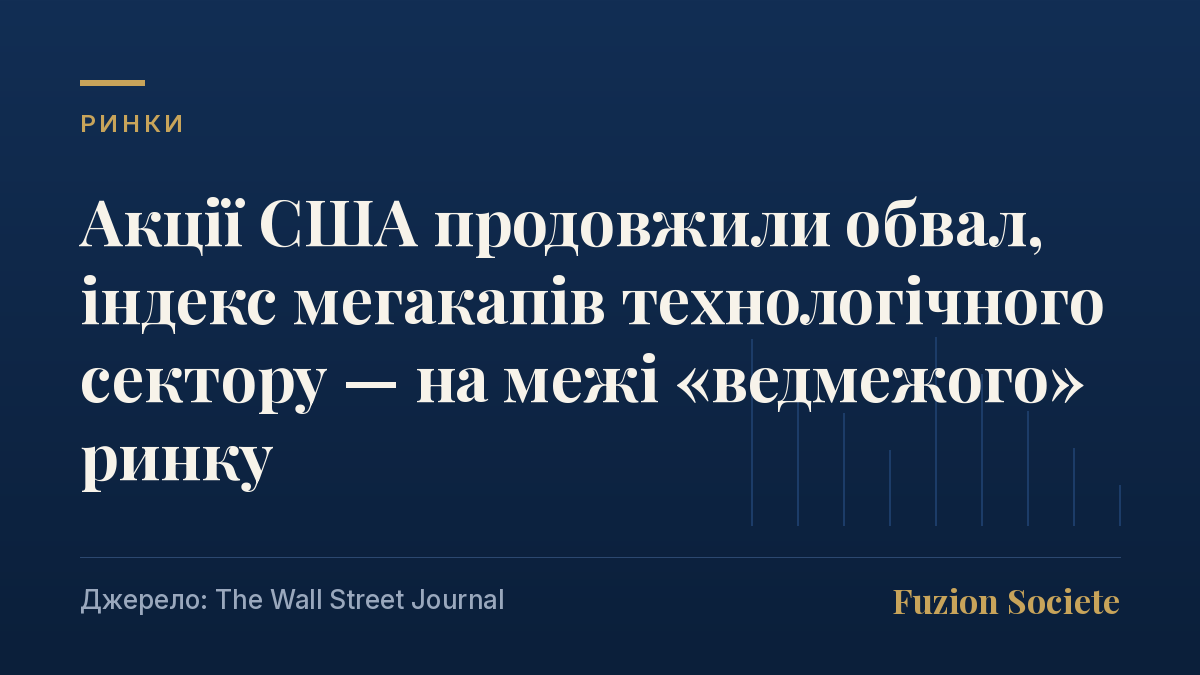 РИНКИ
Акції США продовжили обвал,
індекс мегакапів технологічного
сектору — на межі «ведмежого»
ринку
Джерело: The Wall Street Journal
Fuzion Societe